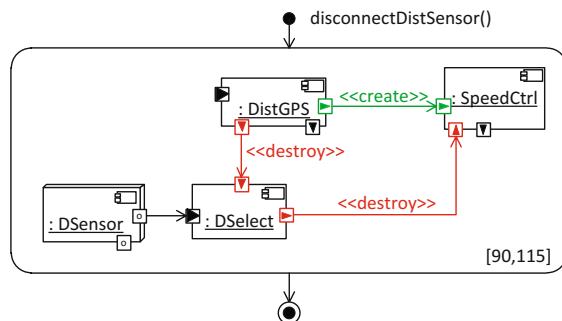 disconnectDistSensor()
<<create>>
: DistGPS
: SpeedCtrl
<<destroy>>
: DSensor
: DSelect
<<destroy>>
[90,115]